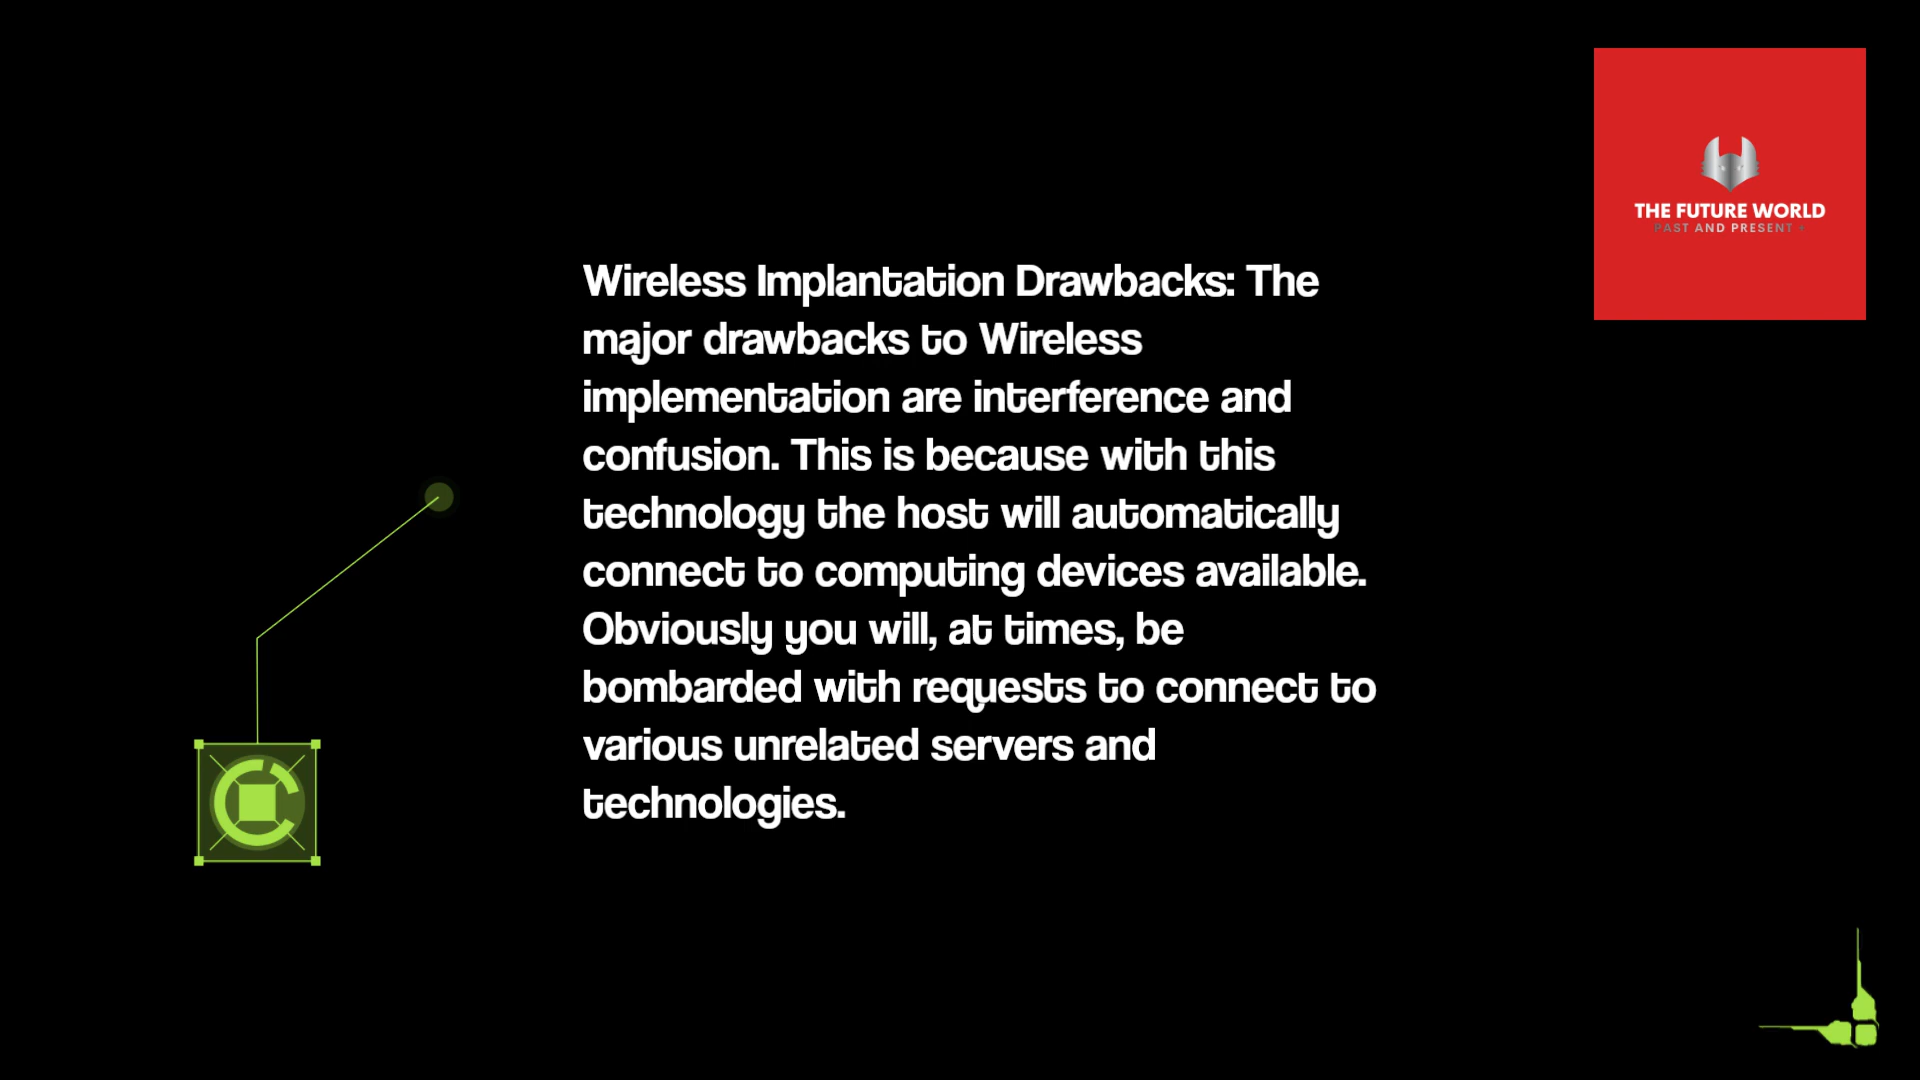 THE FUTURE WORLD
PAST AND PRESENT +
Wireless Implantation Drawbacks: The
major drawbacks to Wireless
implementation are interference and
confusion. This is because with this
technology the host will automatically
connect to computing devices available.
Obviously you will, at times, be
bombarded with requests to connect to
various unrelated servers and
technologies.